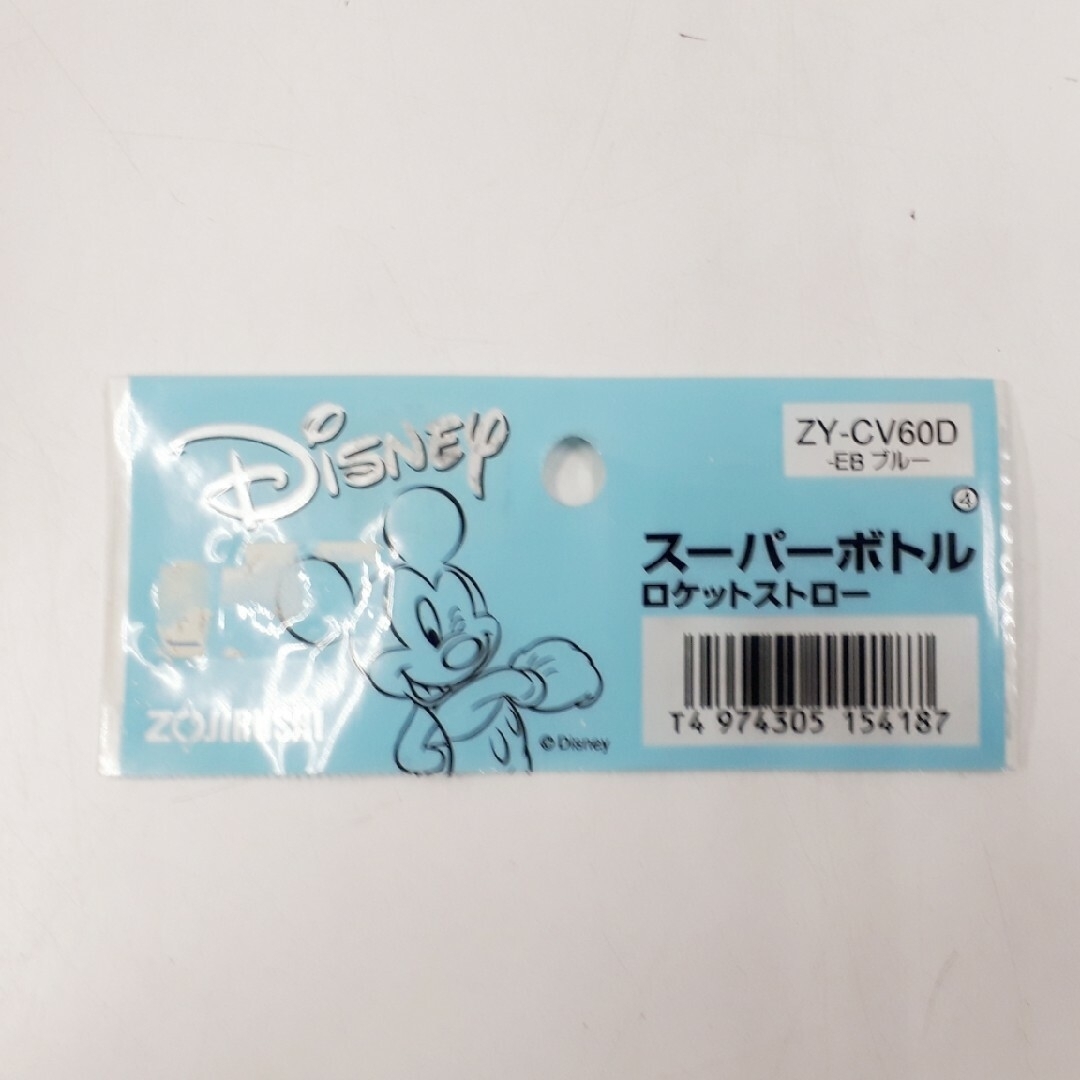 Disney
ZOJIRUSHI
© Disney
ZY-CV60D
-EB ブルー
④
スーパーボトル
ロケットストロー
T4 974305 154187